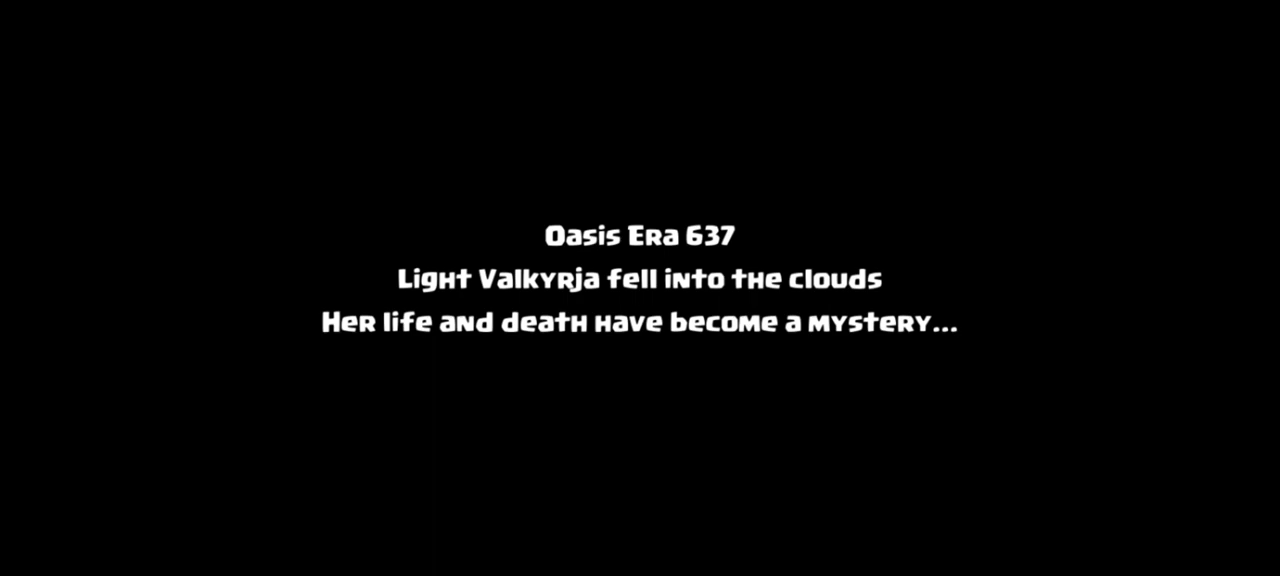 Oasis Era 637
Light Valkyrja fell into the clouds
Her life and death have become a mystery...